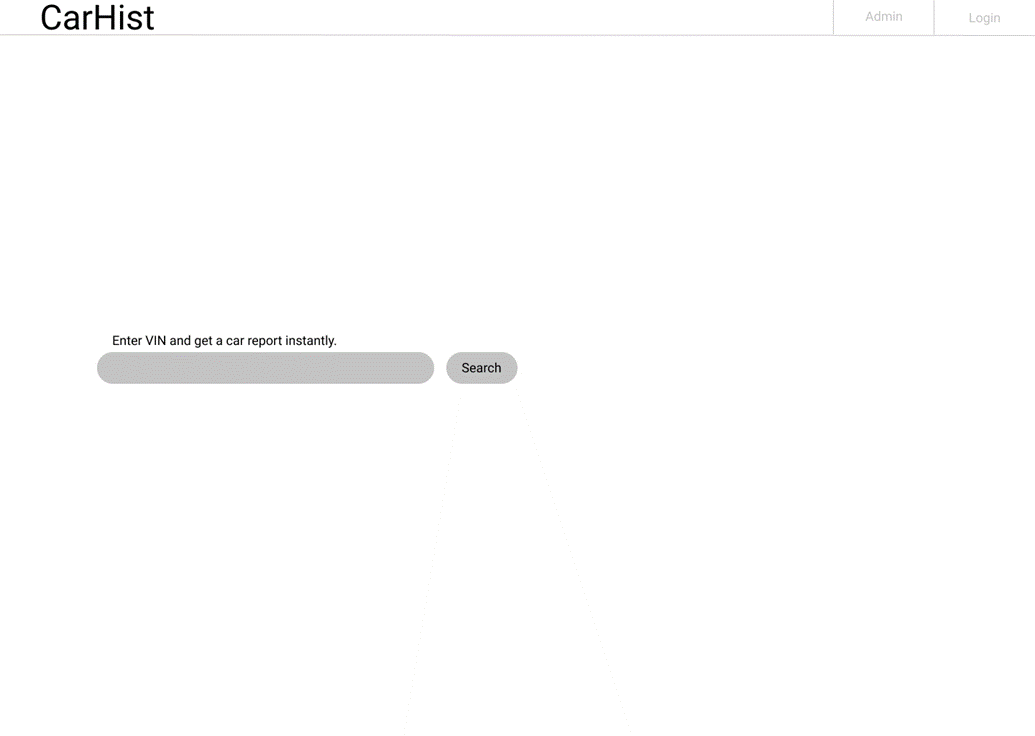 CarHist
Admin
Login
Enter VIN and get a car report instantly.
Search